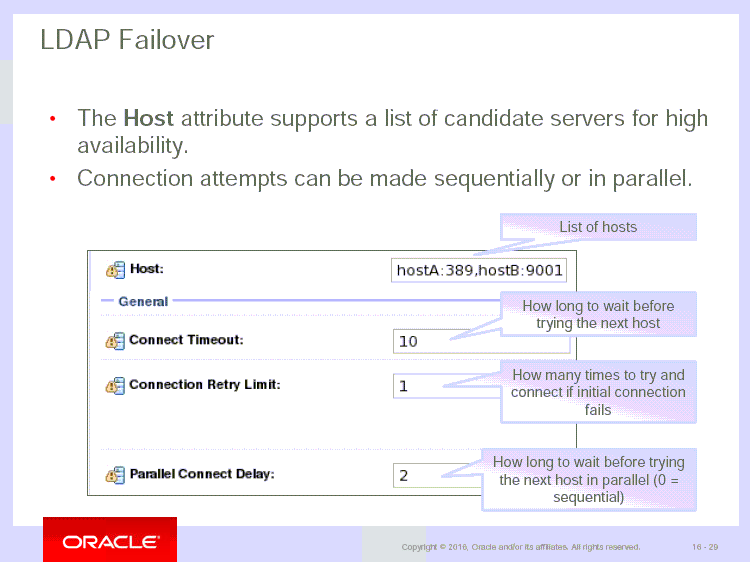 LDAP Failover
• The Host attribute supports a list of candidate servers for high
availability.
• Connection attempts can be made sequentially or in parallel.
List of hosts
Host: hostA:389,hostB:9001
General
How long to wait before
trying the next host
Connect Timeout: 10
How many times to try and
connect if initial connection
fails
Connection Retry Limit: 1
How long to wait before trying
the next host in parallel (0 =
sequential)
Parallel Connect Delay: 2
ORACLE
Copyright © 2016, Oracle and/or its affiliates. All rights reserved.
16 - 29